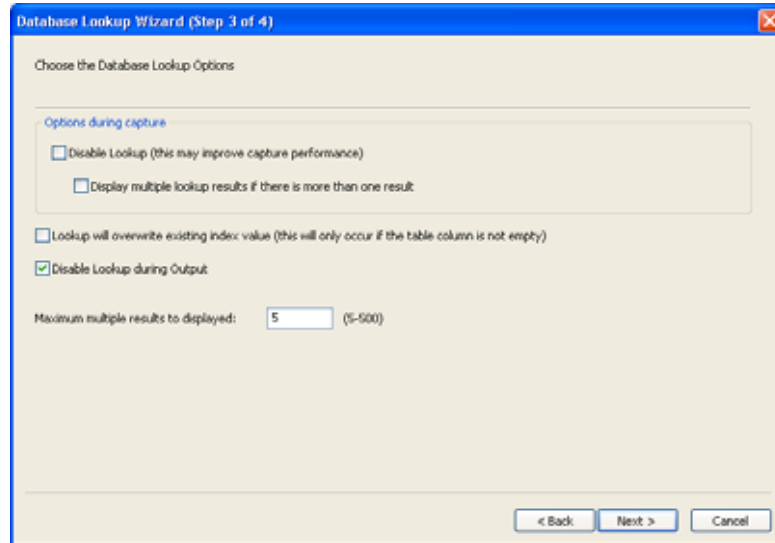 Database Lookup Wizard (Step 3 of 4)
Choose the Database Lookup Options
Options during capture
Disable Lookup (this may improve capture performance)
Display multiple lookup results if there is more than one result
Lookup will overwrite existing index value (this will only occur if the table column is not empty)
Disable Lookup during Output
Maximum multiple results to displayed: 5 (5-500)
< Back Next > Cancel